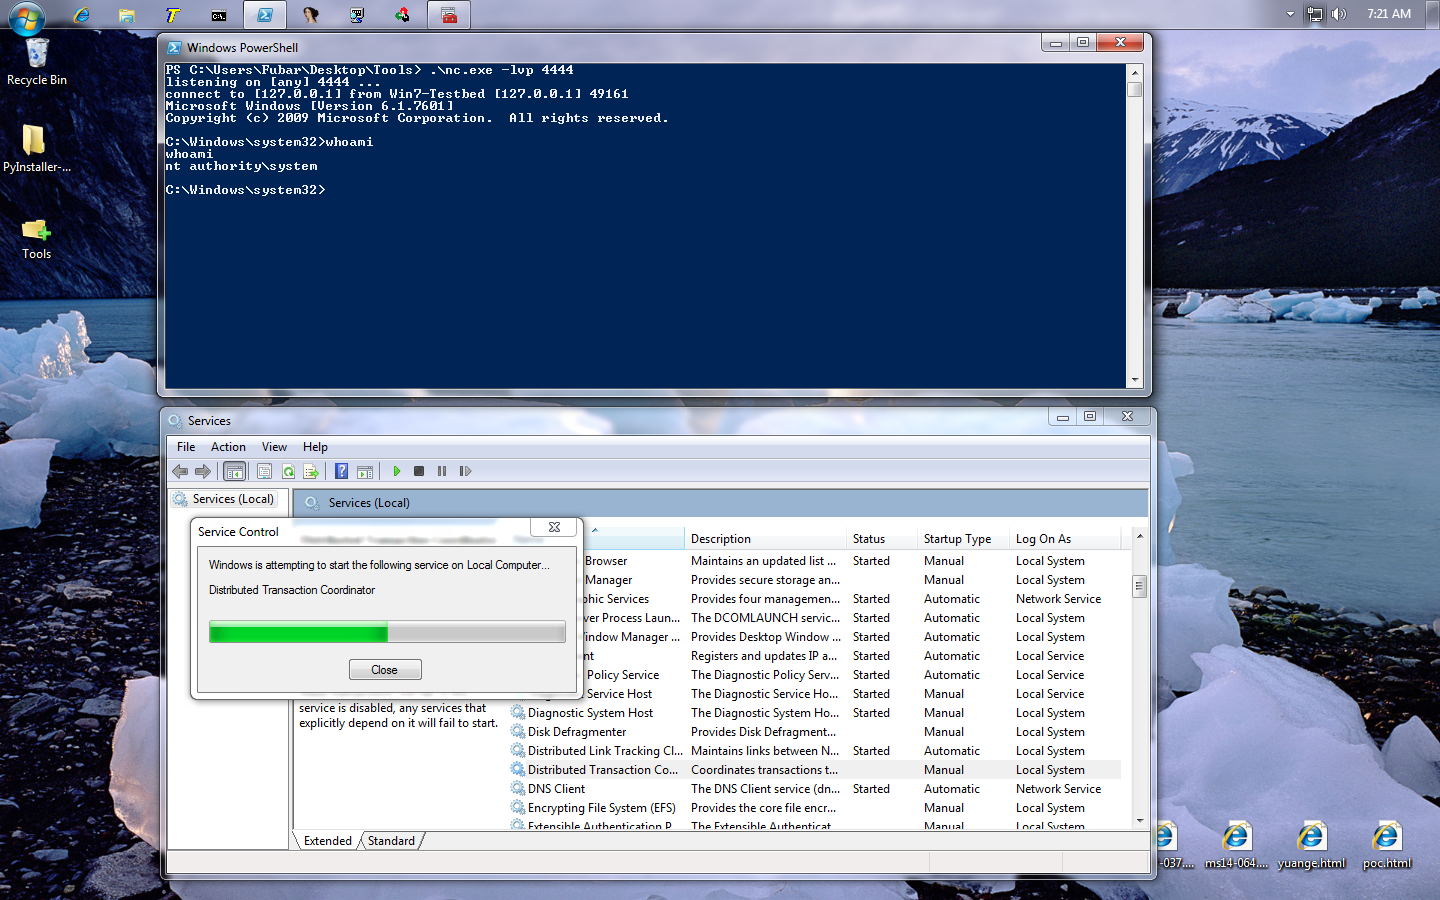 7:21 AM
Recycle Bin
PyInstaller-...
Tools
Windows PowerShell
PS C:\Users\Fubar\Desktop\Tools> .\nc.exe -lvp 4444
listening on [any] 4444 ...
connect to [127.0.0.1] from Win7-Testbed [127.0.0.1] 49161
Microsoft Windows [Version 6.1.7601]
Copyright (c) 2009 Microsoft Corporation.  All rights reserved.
C:\Windows\system32>whoami
whoami
nt authority\system
C:\Windows\system32>
Services
File Action View Help
Services (Local)
Services (Local)
Service Control
Windows is attempting to start the following service on Local Computer...
Distributed Transaction Coordinator
Close
service is disabled, any services that
explicitly depend on it will fail to start.
Description Status Startup Type Log On As
Browser Maintains an updated list ... Started Manual Local System
Manager Provides secure storage an... Manual Local System
phic Services Provides four managemen... Started Automatic Network Service
ver Process Laun... The DCOMLAUNCH servic... Started Automatic Local System
indow Manager ... Provides Desktop Window ... Started Automatic Local System
nt Registers and updates IP a... Started Automatic Local Service
Policy Service The Diagnostic Policy Serv... Started Automatic Local Service
Service Host The Diagnostic Service Ho... Started Manual Local Service
Diagnostic System Host The Diagnostic System Ho... Started Manual Local System
Disk Defragmenter Provides Disk Defragment... Manual Local System
Distributed Link Tracking Cl... Maintains links between N... Started Automatic Local System
Distributed Transaction Co... Coordinates transactions t... Manual Local System
DNS Client The DNS Client service (dn... Started Automatic Network Service
Encrypting File System (EFS) Provides the core file encr... Manual Local System
Extensible Authentication P The Extensible Authenticat Manual Local System
Extended Standard
-037.... ms14-064.... yuange.html poc.html